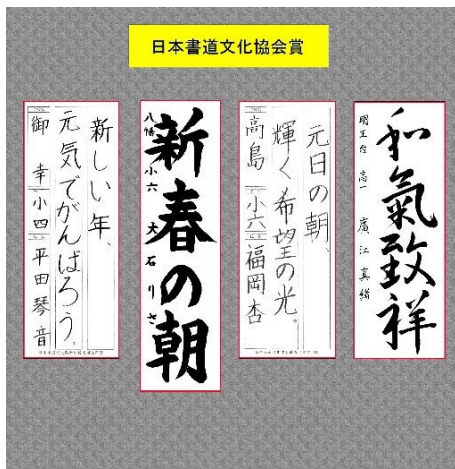 日本書道文化協会賞
和氣致祥
明王台 高一 廣江真緒
元日の朝、
輝く希望の光。
高島 小六 福岡杏
新春の朝
八幡小六 大石りさ
新しい年、
元気でがんばろう。
御幸 小四 平田琴音